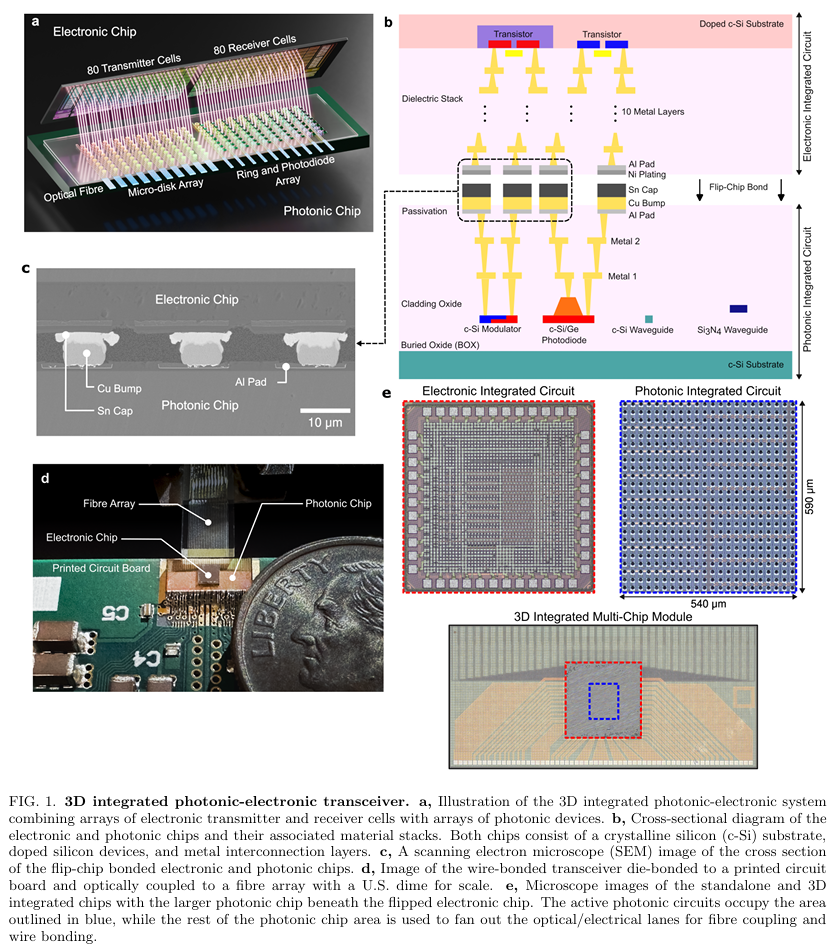 a
Electronic Chip
80 Transmitter Cells
80 Receiver Cells
Optical Fibre
Micro-disk Array
Ring and Photodiode
Array
Photonic Chip
b
Doped c-Si Substrate
Transistor
Transistor
Dielectric Stack
10 Metal Layers
Electronic Integrated Circuit
Al Pad
Ni Plating
Sn Cap
Flip-Chip Bond
Cu Bump
Passivation
Al Pad
Metal 2
Metal 1
Cladding Oxide
c-Si Modulator
c-Si/Ge
Photodiode
c-Si Waveguide
Si3N4 Waveguide
Buried Oxide (BOX)
c-Si Substrate
Photonic Integrated Circuit
c
Electronic Chip
Cu Bump
Sn Cap
Al Pad
Photonic Chip
10 µm
d
Fibre Array
Photonic Chip
Electronic Chip
Printed Circuit Board
C5
C4
LIBERTY
e
Electronic Integrated Circuit
Photonic Integrated Circuit
590 µm
540 µm
3D Integrated Multi-Chip Module
FIG. 1. 3D integrated photonic-electronic transceiver. a, Illustration of the 3D integrated photonic-electronic system
combining arrays of electronic transmitter and receiver cells with arrays of photonic devices. b, Cross-sectional diagram of the
electronic and photonic chips and their associated material stacks. Both chips consist of a crystalline silicon (c-Si) substrate,
doped silicon devices, and metal interconnection layers. c, A scanning electron microscope (SEM) image of the cross section
of the flip-chip bonded electronic and photonic chips. d, Image of the wire-bonded transceiver die-bonded to a printed circuit
board and optically coupled to a fibre array with a U.S. dime for scale. e, Microscope images of the standalone and 3D
integrated chips with the larger photonic chip beneath the flipped electronic chip. The active photonic circuits occupy the area
outlined in blue, while the rest of the photonic chip area is used to fan out the optical/electrical lanes for fibre coupling and
wire bonding.